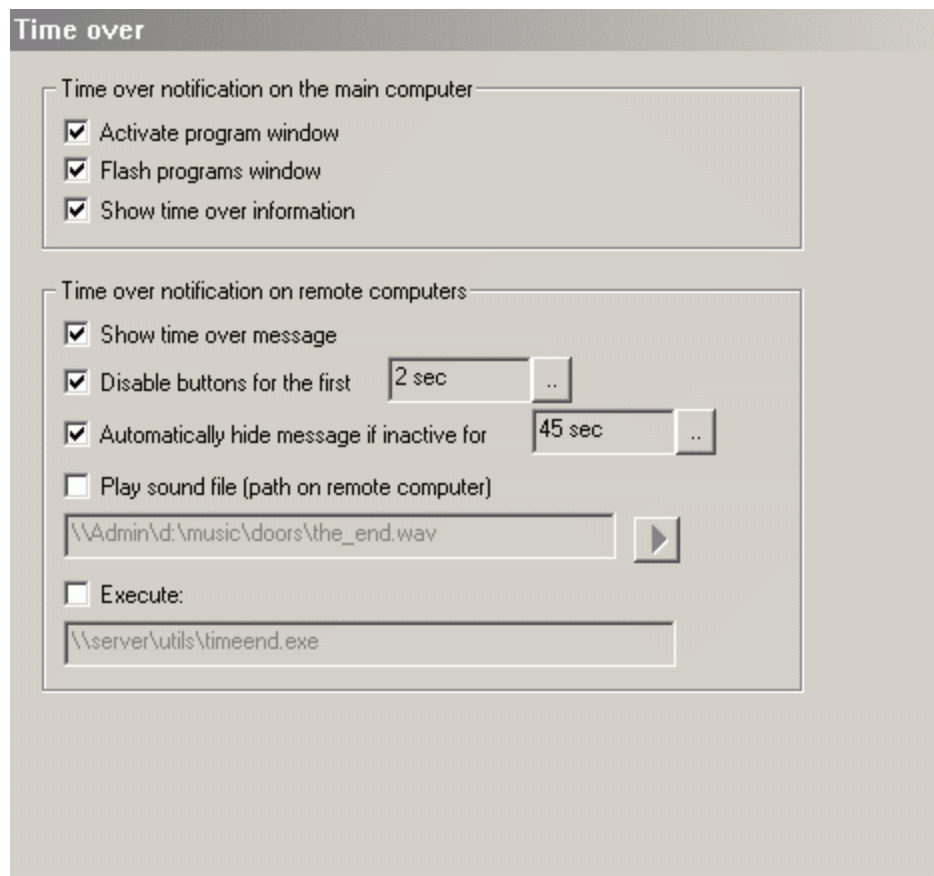 Time over
Time over notification on the main computer
Activate program window
Flash programs window
Show time over information
Time over notification on remote computers
Show time over message
Disable buttons for the first 2 sec ..
Automatically hide message if inactive for 45 sec ..
Play sound file (path on remote computer)
\\Admin\d:\music\doors\the_end.wav
Execute:
\\server\utils\timeend.exe